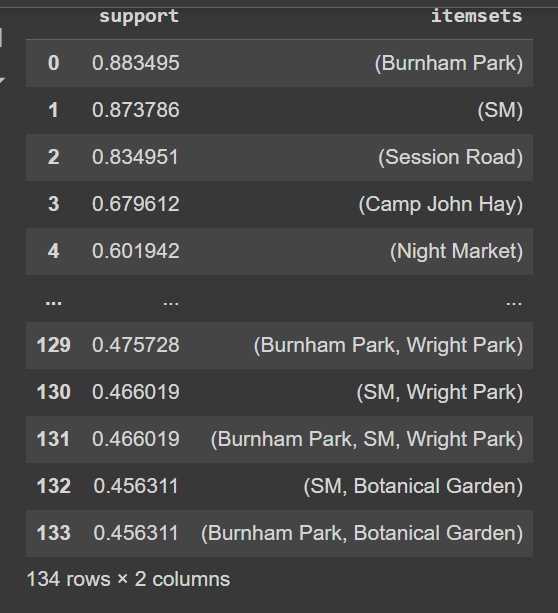 support itemsets
0 0.883495 (Burnham Park)
1 0.873786 (SM)
2 0.834951 (Session Road)
3 0.679612 (Camp John Hay)
4 0.601942 (Night Market)
... ... ...
129 0.475728 (Burnham Park, Wright Park)
130 0.466019 (SM, Wright Park)
131 0.466019 (Burnham Park, SM, Wright Park)
132 0.456311 (SM, Botanical Garden)
133 0.456311 (Burnham Park, Botanical Garden)
134 rows × 2 columns